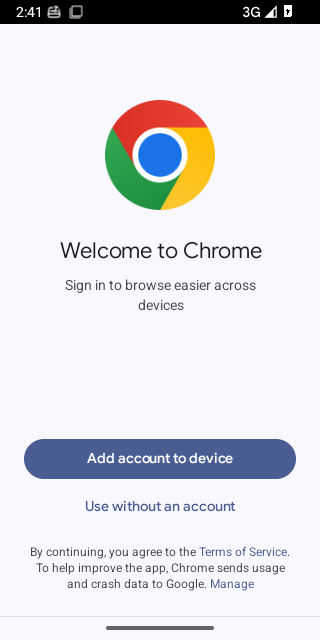 2:41
3G
Welcome to Chrome
Sign in to browse easier across
devices
Add account to device
Use without an account
By continuing, you agree to the Terms of Service.
To help improve the app, Chrome sends usage
and crash data to Google. Manage